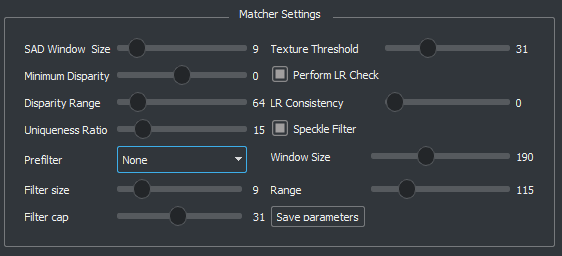 Matcher Settings
SAD Window Size 9
Texture Threshold 31
Minimum Disparity 0
Perform LR Check
Disparity Range 64
LR Consistency 0
Uniqueness Ratio 15
Speckle Filter
Prefilter None
Window Size 190
Filter size 9
Range 115
Filter cap 31
Save parameters